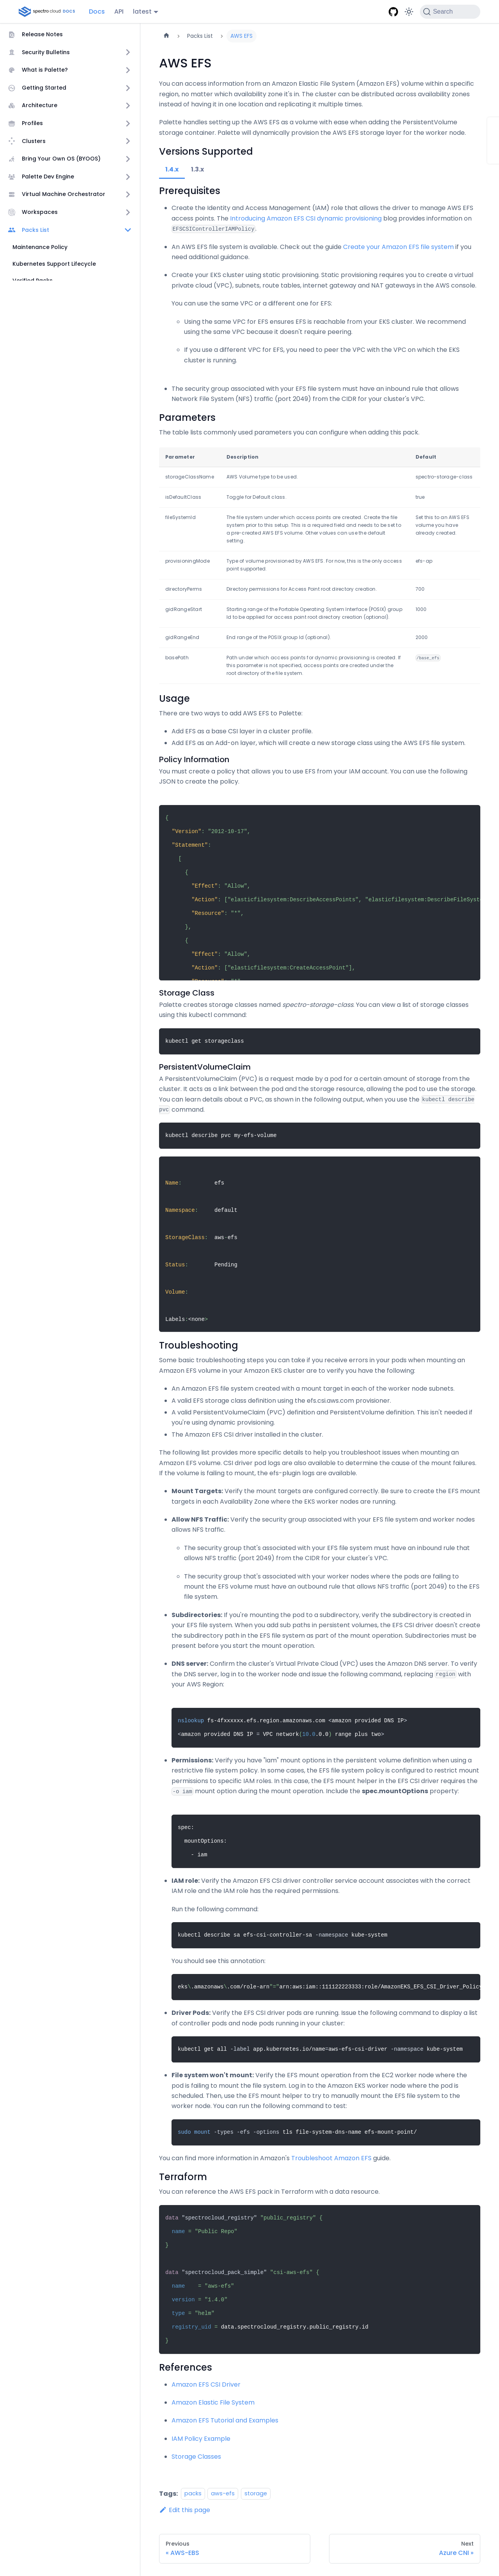 spectro cloud DOCS
Docs
API
latest
Search
Release Notes
Security Bulletins
What is Palette?
Getting Started
Architecture
Profiles
Clusters
Bring Your Own OS (BYOOS)
Palette Dev Engine
Virtual Machine Orchestrator
Workspaces
Packs List
Maintenance Policy
Kubernetes Support Lifecycle
Packs List
AWS EFS
AWS EFS
You can access information from an Amazon Elastic File System (Amazon EFS) volume within a specific
region, no matter which availability zone it's in. The cluster can be distributed across availability zones
instead of having it in one location and replicating it multiple times.
Palette handles setting up the AWS EFS as a volume with ease when adding the PersistentVolume
storage container. Palette will dynamically provision the AWS EFS storage layer for the worker node.
Versions Supported
1.4.x
1.3.x
Prerequisites
Create the Identity and Access Management (IAM) role that allows the driver to manage AWS EFS
access points. The Introducing Amazon EFS CSI dynamic provisioning blog provides information on
EFSCSIControllerIAMPolicy.
An AWS EFS file system is available. Check out the guide Create your Amazon EFS file system if you
need additional guidance.
Create your EKS cluster using static provisioning. Static provisioning requires you to create a virtual
private cloud (VPC), subnets, route tables, internet gateway and NAT gateways in the AWS console.
You can use the same VPC or a different one for EFS:
Using the same VPC for EFS ensures EFS is reachable from your EKS cluster. We recommend
using the same VPC because it doesn't require peering.
If you use a different VPC for EFS, you need to peer the VPC with the VPC on which the EKS
cluster is running.
The security group associated with your EFS file system must have an inbound rule that allows
Network File System (NFS) traffic (port 2049) from the CIDR for your cluster's VPC.
Parameters
The table lists commonly used parameters you can configure when adding this pack.
Parameter Description Default
storageClassName AWS Volume type to be used. spectro-storage-class
isDefaultClass Toggle for Default class. true
fileSystemId The file system under which access points are created. Create the file
system prior to this setup. This is a required field and needs to be set to
a pre-created AWS EFS volume. Other values can use the default
setting. Set this to an AWS EFS
volume you have
already created.
provisioningMode Type of volume provisioned by AWS EFS. For now, this is the only access
point supported. efs-ap
directoryPerms Directory permissions for Access Point root directory creation. 700
gidRangeStart Starting range of the Portable Operating System Interface (POSIX) group
Id to be applied for access point root directory creation (optional). 1000
gidRangeEnd End range of the POSIX group Id (optional). 2000
basePath Path under which access points for dynamic provisioning is created. If
this parameter is not specified, access points are created under the
root directory of the file system. /base_efs
Usage
There are two ways to add AWS EFS to Palette:
Add EFS as a base CSI layer in a cluster profile.
Add EFS as an Add-on layer, which will create a new storage class using the AWS EFS file system.
Policy Information
You must create a policy that allows you to use EFS from your IAM account. You can use the following
JSON to create the policy.
{
"Version": "2012-10-17",
"Statement":
[
{
"Effect": "Allow",
"Action": ["elasticfilesystem:DescribeAccessPoints", "elasticfilesystem:DescribeFileSyst
"Resource": "*",
},
{
"Effect": "Allow",
"Action": ["elasticfilesystem:CreateAccessPoint"],
Storage Class
Palette creates storage classes named spectro-storage-class. You can view a list of storage classes
using this kubectl command:
kubectl get storageclass
PersistentVolumeClaim
A PersistentVolumeClaim (PVC) is a request made by a pod for a certain amount of storage from the
cluster. It acts as a link between the pod and the storage resource, allowing the pod to use the storage.
You can learn details about a PVC, as shown in the following output, when you use the kubectl describe
pvc command.
kubectl describe pvc my-efs-volume
Name: efs
Namespace: default
StorageClass: aws-efs
Status: Pending
Volume:
Labels:<none>
Troubleshooting
Some basic troubleshooting steps you can take if you receive errors in your pods when mounting an
Amazon EFS volume in your Amazon EKS cluster are to verify you have the following:
An Amazon EFS file system created with a mount target in each of the worker node subnets.
A valid EFS storage class definition using the efs.csi.aws.com provisioner.
A valid PersistentVolumeClaim (PVC) definition and PersistentVolume definition. This isn't needed if
you're using dynamic provisioning.
The Amazon EFS CSI driver installed in the cluster.
The following list provides more specific details to help you troubleshoot issues when mounting an
Amazon EFS volume. CSI driver pod logs are also available to determine the cause of the mount failures.
If the volume is failing to mount, the efs-plugin logs are available.
Mount Targets: Verify the mount targets are configured correctly. Be sure to create the EFS mount
targets in each Availability Zone where the EKS worker nodes are running.
Allow NFS Traffic: Verify the security group associated with your EFS file system and worker nodes
allows NFS traffic.
The security group that's associated with your EFS file system must have an inbound rule that
allows NFS traffic (port 2049) from the CIDR for your cluster's VPC.
The security group that's associated with your worker nodes where the pods are failing to
mount the EFS volume must have an outbound rule that allows NFS traffic (port 2049) to the EFS
file system.
Subdirectories: If you're mounting the pod to a subdirectory, verify the subdirectory is created in
your EFS file system. When you add sub paths in persistent volumes, the EFS CSI driver doesn't create
the subdirectory path in the EFS file system as part of the mount operation. Subdirectories must be
present before you start the mount operation.
DNS server: Confirm the cluster's Virtual Private Cloud (VPC) uses the Amazon DNS server. To verify
the DNS server, log in to the worker node and issue the following command, replacing region with
your AWS Region:
nslookup fs-4fxxxxxx.efs.region.amazonaws.com <amazon provided DNS IP>
<amazon provided DNS IP = VPC network(10.0.0.0) range plus two>
Permissions: Verify you have "iam" mount options in the persistent volume definition when using a
restrictive file system policy. In some cases, the EFS file system policy is configured to restrict mount
permissions to specific IAM roles. In this case, the EFS mount helper in the EFS CSI driver requires the
-o iam mount option during the mount operation. Include the spec.mountOptions property:
spec:
mountOptions:
- iam
IAM role: Verify the Amazon EFS CSI driver controller service account associates with the correct
IAM role and the IAM role has the required permissions.
Run the following command:
kubectl describe sa efs-csi-controller-sa -namespace kube-system
You should see this annotation:
eks\.amazonaws\.com/role-arn"="arn:aws:iam::111122223333:role/AmazonEKS_EFS_CSI_Driver_Policy
Driver Pods: Verify the EFS CSI driver pods are running. Issue the following command to display a list
of controller pods and node pods running in your cluster:
kubectl get all -label app.kubernetes.io/name=aws-efs-csi-driver -namespace kube-system
File system won't mount: Verify the EFS mount operation from the EC2 worker node where the
pod is failing to mount the file system. Log in to the Amazon EKS worker node where the pod is
scheduled. Then, use the EFS mount helper to try to manually mount the EFS file system to the
worker node. You can run the following command to test:
sudo mount -types -efs -options tls file-system-dns-name efs-mount-point/
You can find more information in Amazon's Troubleshoot Amazon EFS guide.
Terraform
You can reference the AWS EFS pack in Terraform with a data resource.
data "spectrocloud_registry" "public_registry" {
name = "Public Repo"
}
data "spectrocloud_pack_simple" "csi-aws-efs" {
name = "aws-efs"
version = "1.4.0"
type = "helm"
registry_uid = data.spectrocloud_registry.public_registry.id
}
References
Amazon EFS CSI Driver
Amazon Elastic File System
Amazon EFS Tutorial and Examples
IAM Policy Example
Storage Classes
Tags: packs aws-efs storage
Edit this page
Previous
« AWS-EBS
Next
Azure CNI »